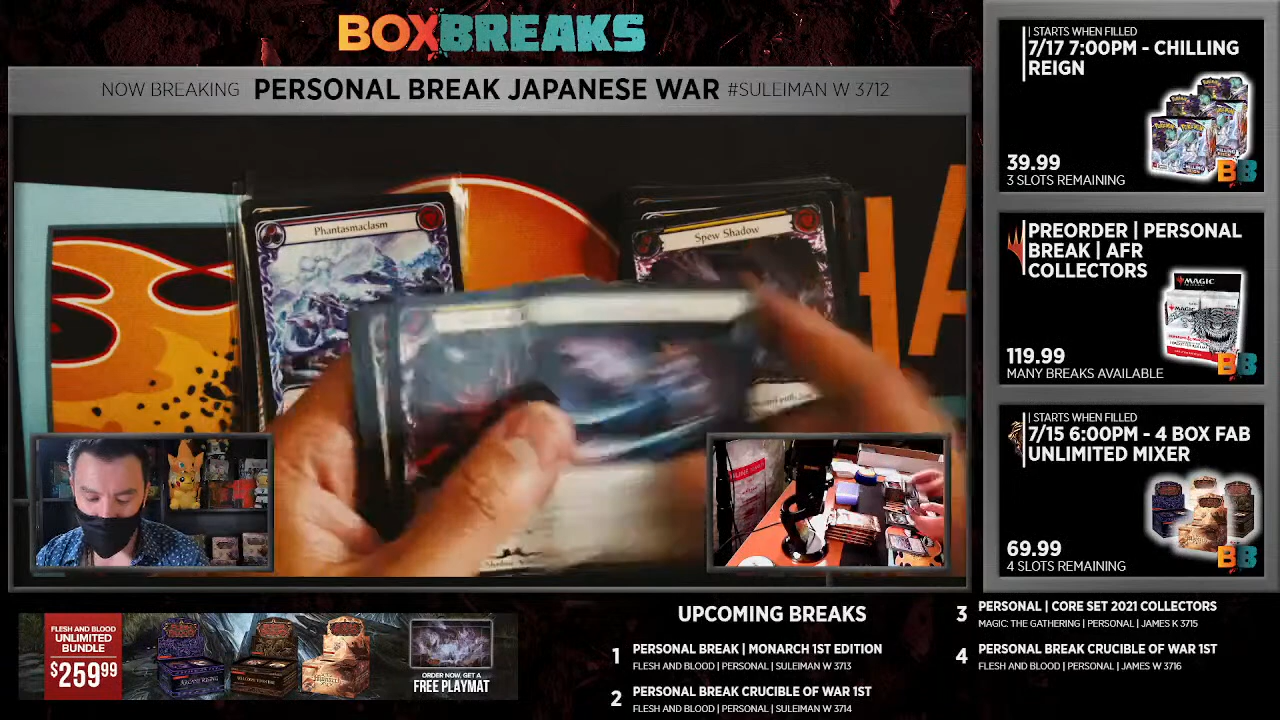 BOXBREAKS
NOW BREAKING PERSONAL BREAK JAPANESE WAR #SULEIMAN W 3712
Phantasmaclasm
Spew Shadow
| STARTS WHEN FILLED
7/17 7:00PM - CHILLING
REIGN
39.99
3 SLOTS REMAINING
BB
PREORDER | PERSONAL
BREAK | AFR
COLLECTORS
MAGIC
119.99
MANY BREAKS AVAILABLE
BB
| STARTS WHEN FILLED
7/15 6:00PM - 4 BOX FAB
UNLIMITED MIXER
69.99
4 SLOTS REMAINING
BB
FLESH AND BLOOD
UNLIMITED
BUNDLE
$259.99
ORDER NOW, GET A
FREE PLAYMAT
UPCOMING BREAKS
1 PERSONAL BREAK | MONARCH 1ST EDITION
FLESH AND BLOOD | PERSONAL | SULEIMAN W 3713
2 PERSONAL BREAK CRUCIBLE OF WAR 1ST
FLESH AND BLOOD | PERSONAL | SULEIMAN W 3714
3 PERSONAL | CORE SET 2021 COLLECTORS
MAGIC: THE GATHERING | PERSONAL | JAMES K 3715
4 PERSONAL BREAK CRUCIBLE OF WAR 1ST
FLESH AND BLOOD | PERSONAL | JAMES W 3716